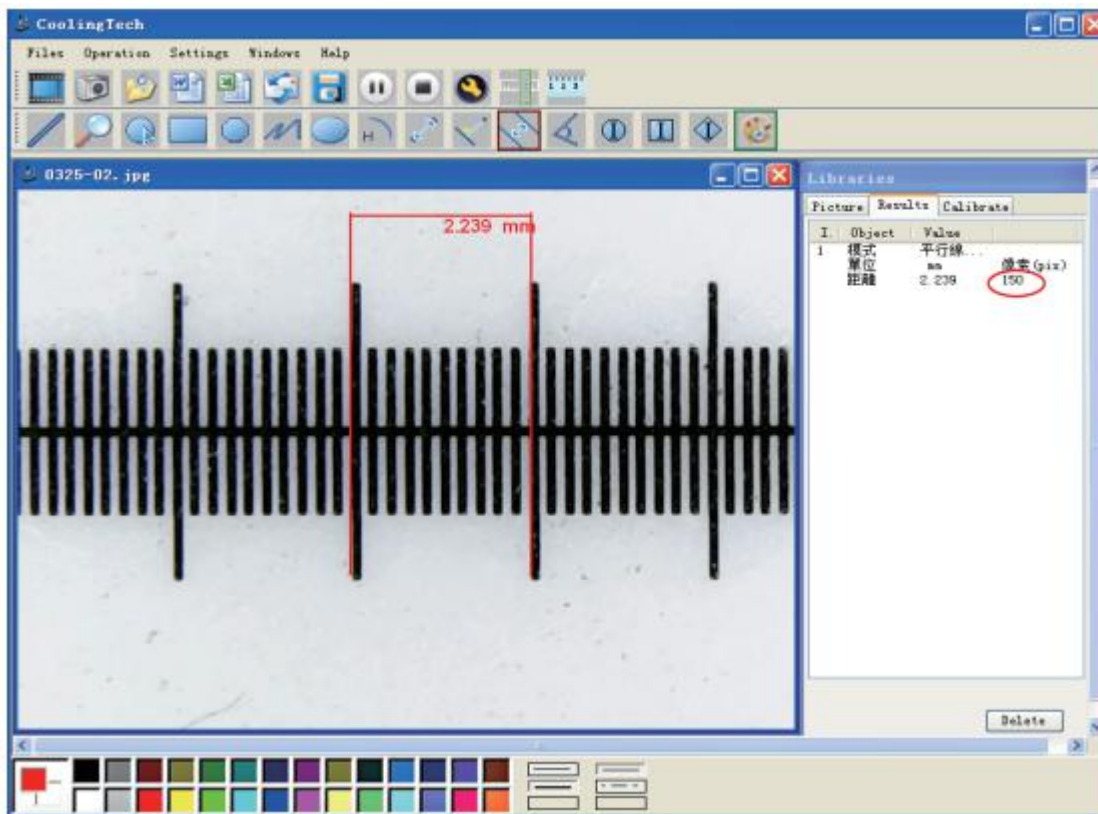 CoolingTech
Files Operation Settings Windows Help
0325-02.jpg
2.239 mm
Libraries
Picture Results Calibrate
I. Object Value
1 模式 平行線...
單位 mm 像素(pix)
距離 2.239 150
Delete